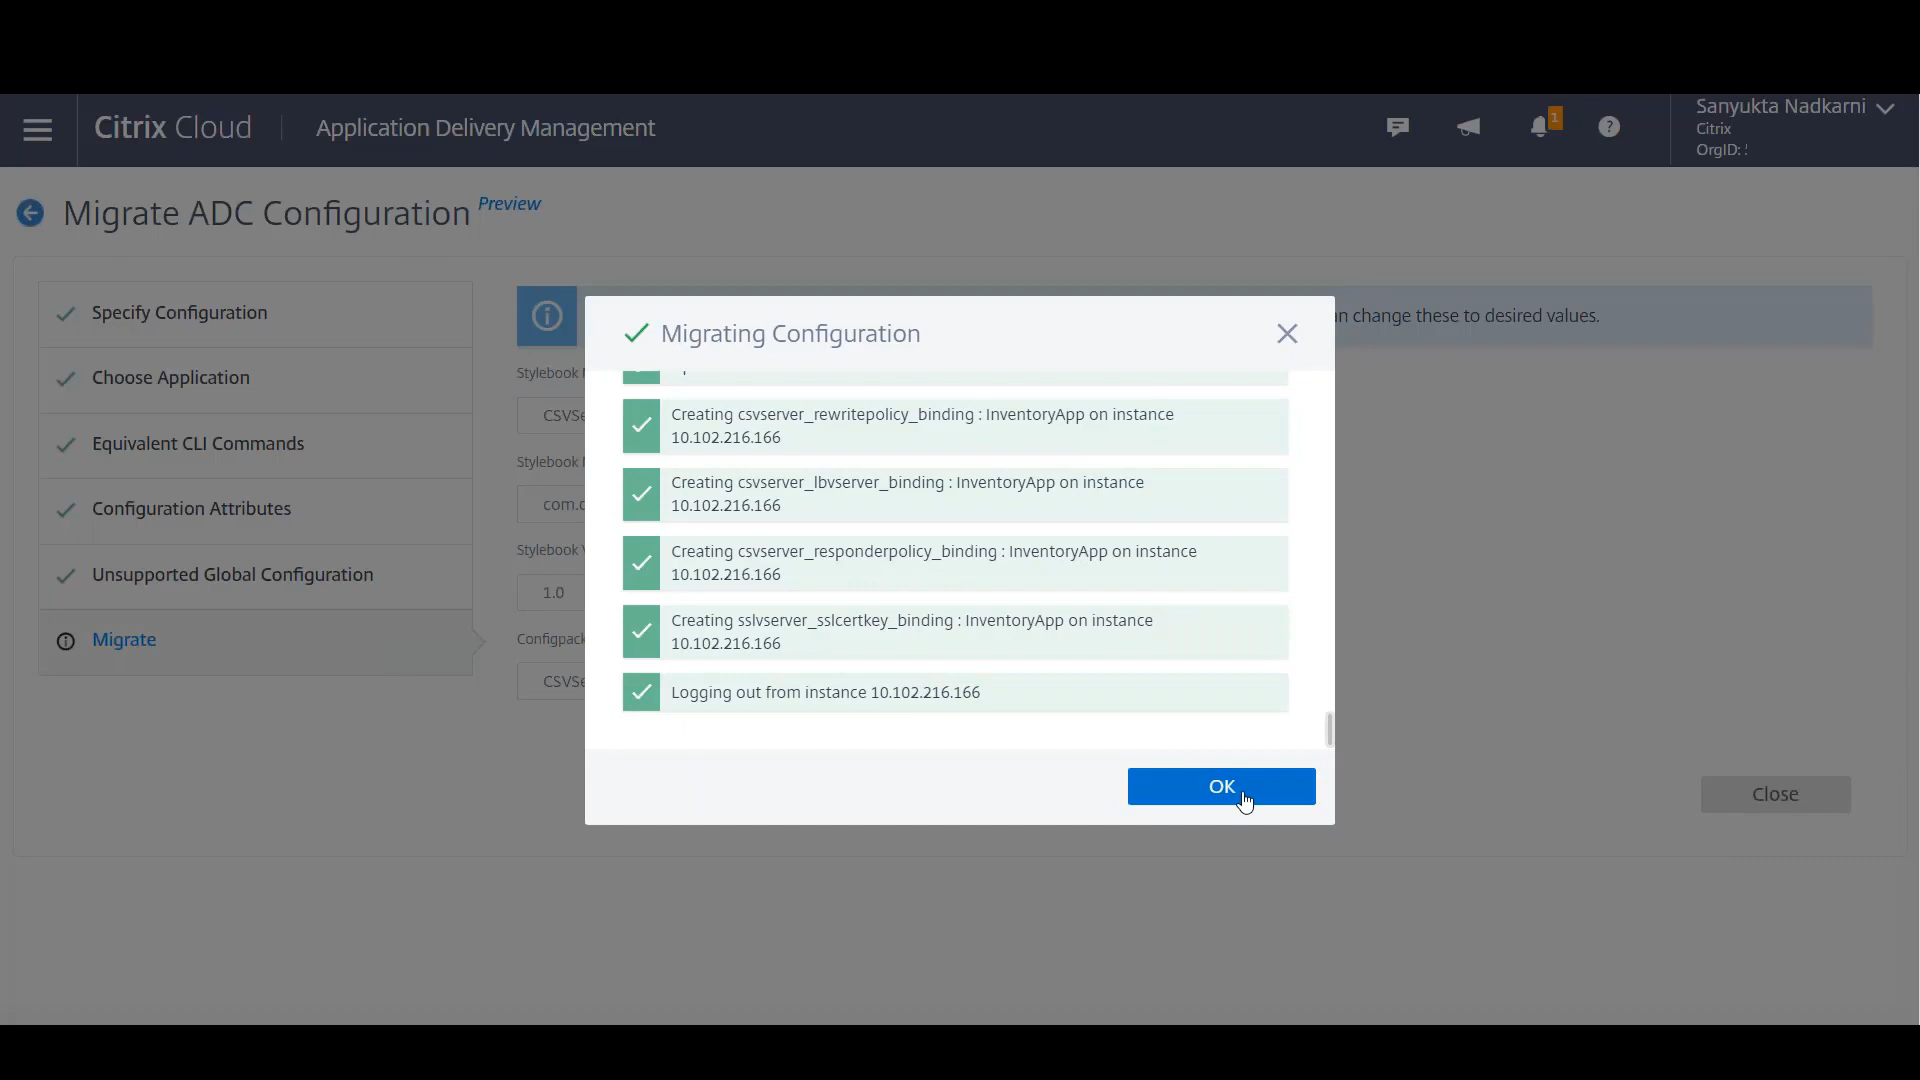 Citrix Cloud
Application Delivery Management
1
?
Sanyukta Nadkarni
Citrix
OrgID:
Migrate ADC Configuration Preview
Specify Configuration
Choose Application
Equivalent CLI Commands
Configuration Attributes
Unsupported Global Configuration
Migrate
an change these to desired values.
Stylebook
CSVSe
Stylebook
com.c
Stylebook
1.0
Configpack
CSVSe
Migrating Configuration
Creating csvserver_rewritepolicy_binding : InventoryApp on instance
10.102.216.166
Creating csvserver_lbvserver_binding : InventoryApp on instance
10.102.216.166
Creating csvserver_responderpolicy_binding : InventoryApp on instance
10.102.216.166
Creating sslvserver_sslcertkey_binding : InventoryApp on instance
10.102.216.166
Logging out from instance 10.102.216.166
OK
Close